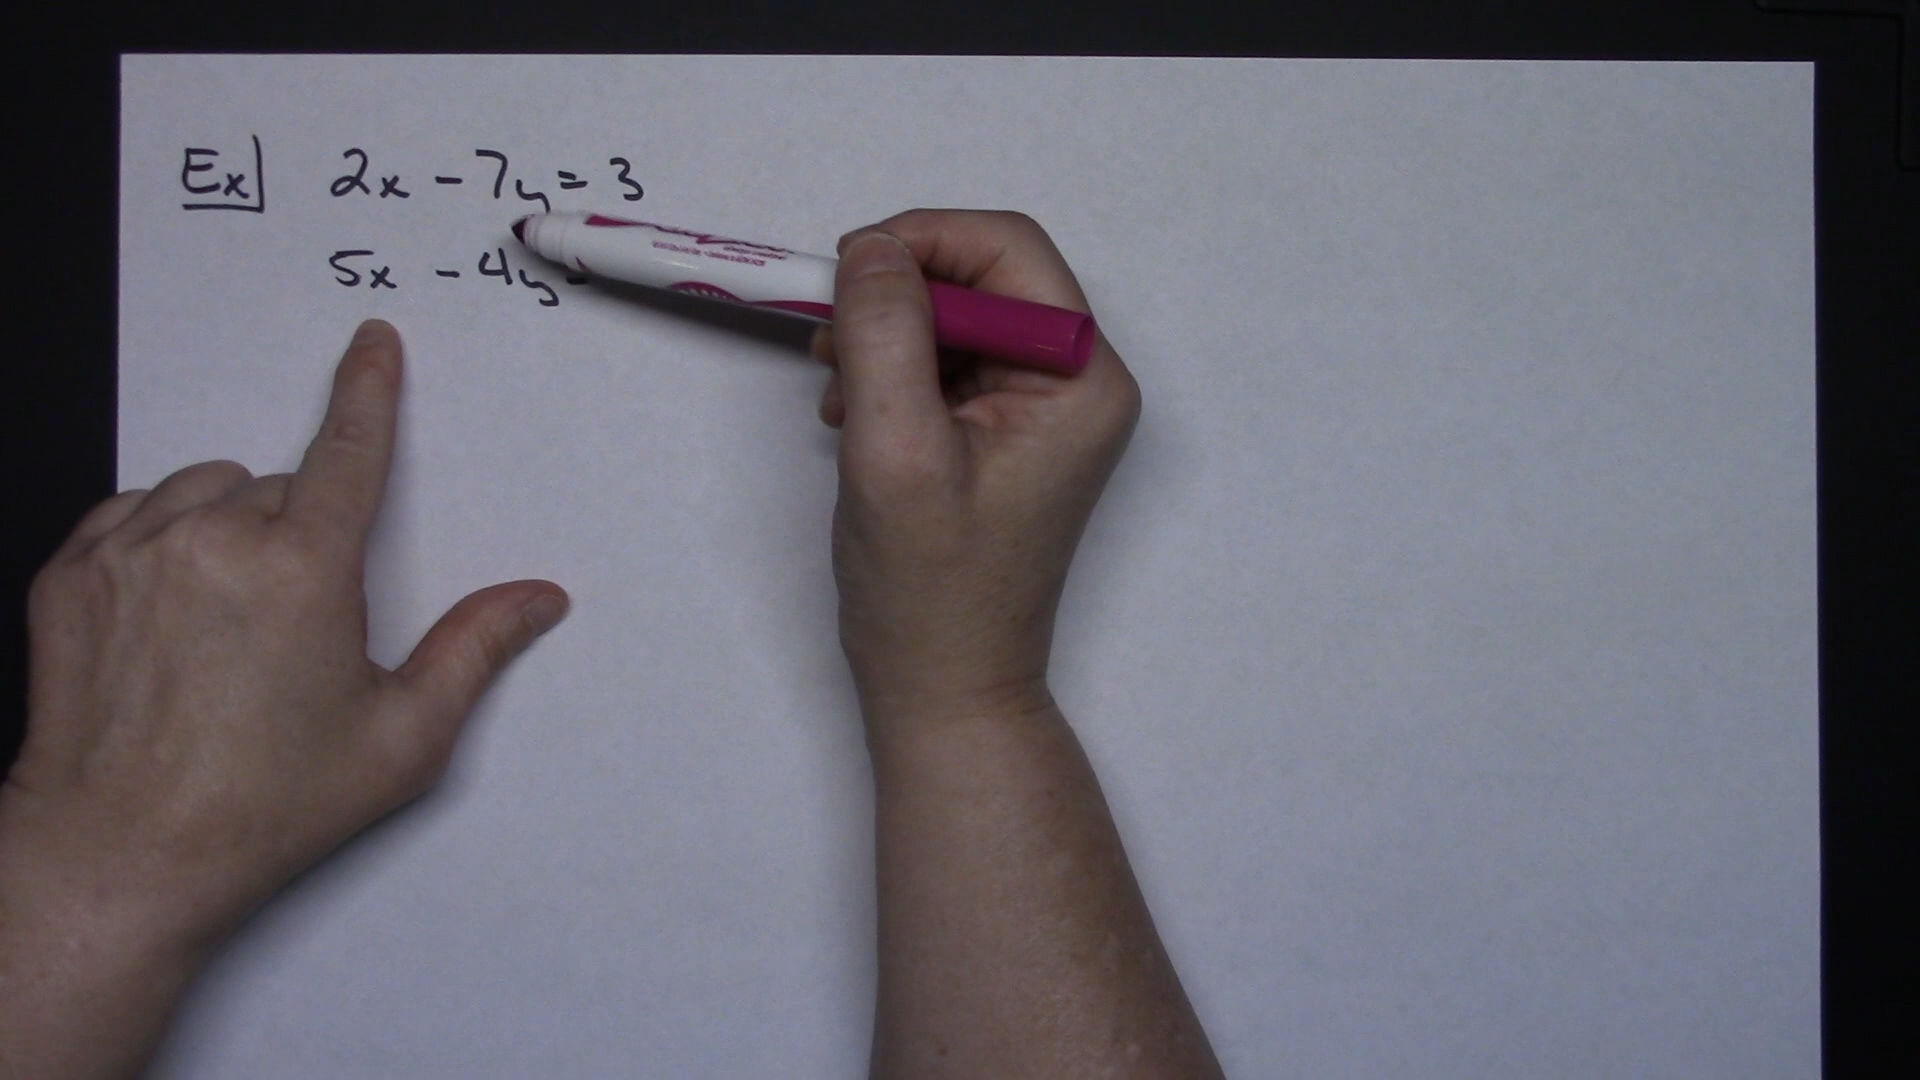 Ex 2x - 7y = 3
5x - 4y =